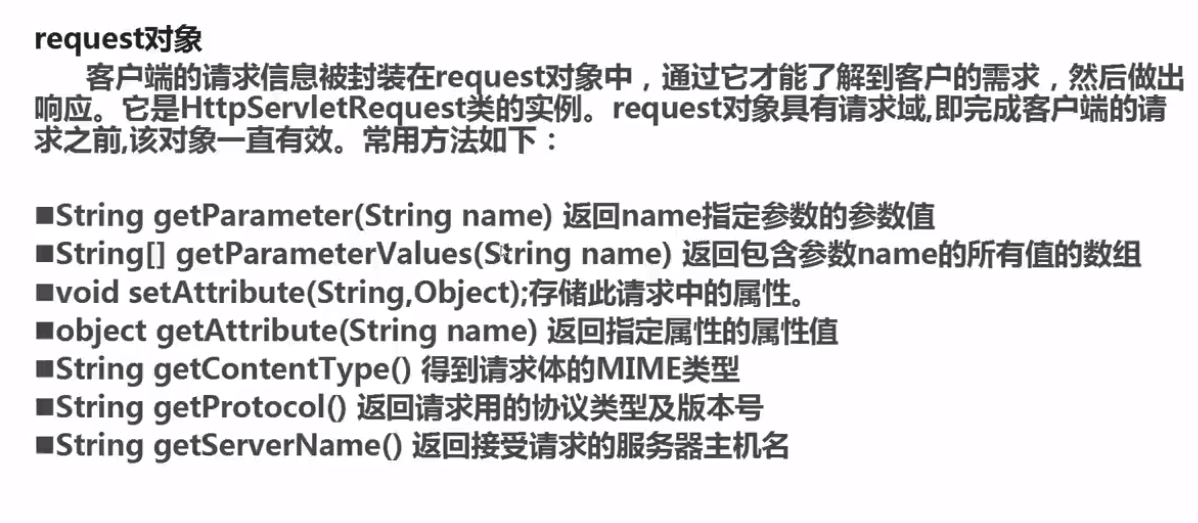 request对象
客户端的请求信息被封装在request对象中，通过它才能了解到客户的需求，然后做出
响应。它是HttpServletRequest类的实例。request对象具有请求域,即完成客户端的请
求之前,该对象一直有效。常用方法如下：
■String getParameter(String name) 返回name指定参数的参数值
■String[] getParameterValues(String name) 返回包含参数name的所有值的数组
■void setAttribute(String,Object);存储此请求中的属性。
■object getAttribute(String name) 返回指定属性的属性值
■String getContentType() 得到请求体的MIME类型
■String getProtocol() 返回请求用的协议类型及版本号
■String getServerName() 返回接受请求的服务器主机名